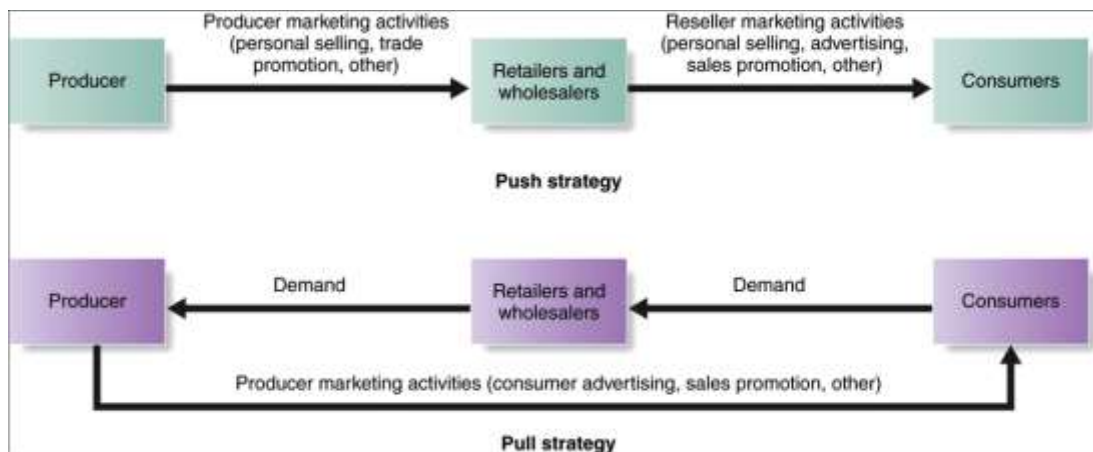 Producer marketing activities
(personal selling, trade
promotion, other)
Reseller marketing activities
(personal selling, advertising,
sales promotion, other)
Producer
Retailers and
wholesalers
Consumers
Push strategy
Producer
Demand
Retailers and
wholesalers
Demand
Consumers
Producer marketing activities (consumer advertising, sales promotion, other)
Pull strategy